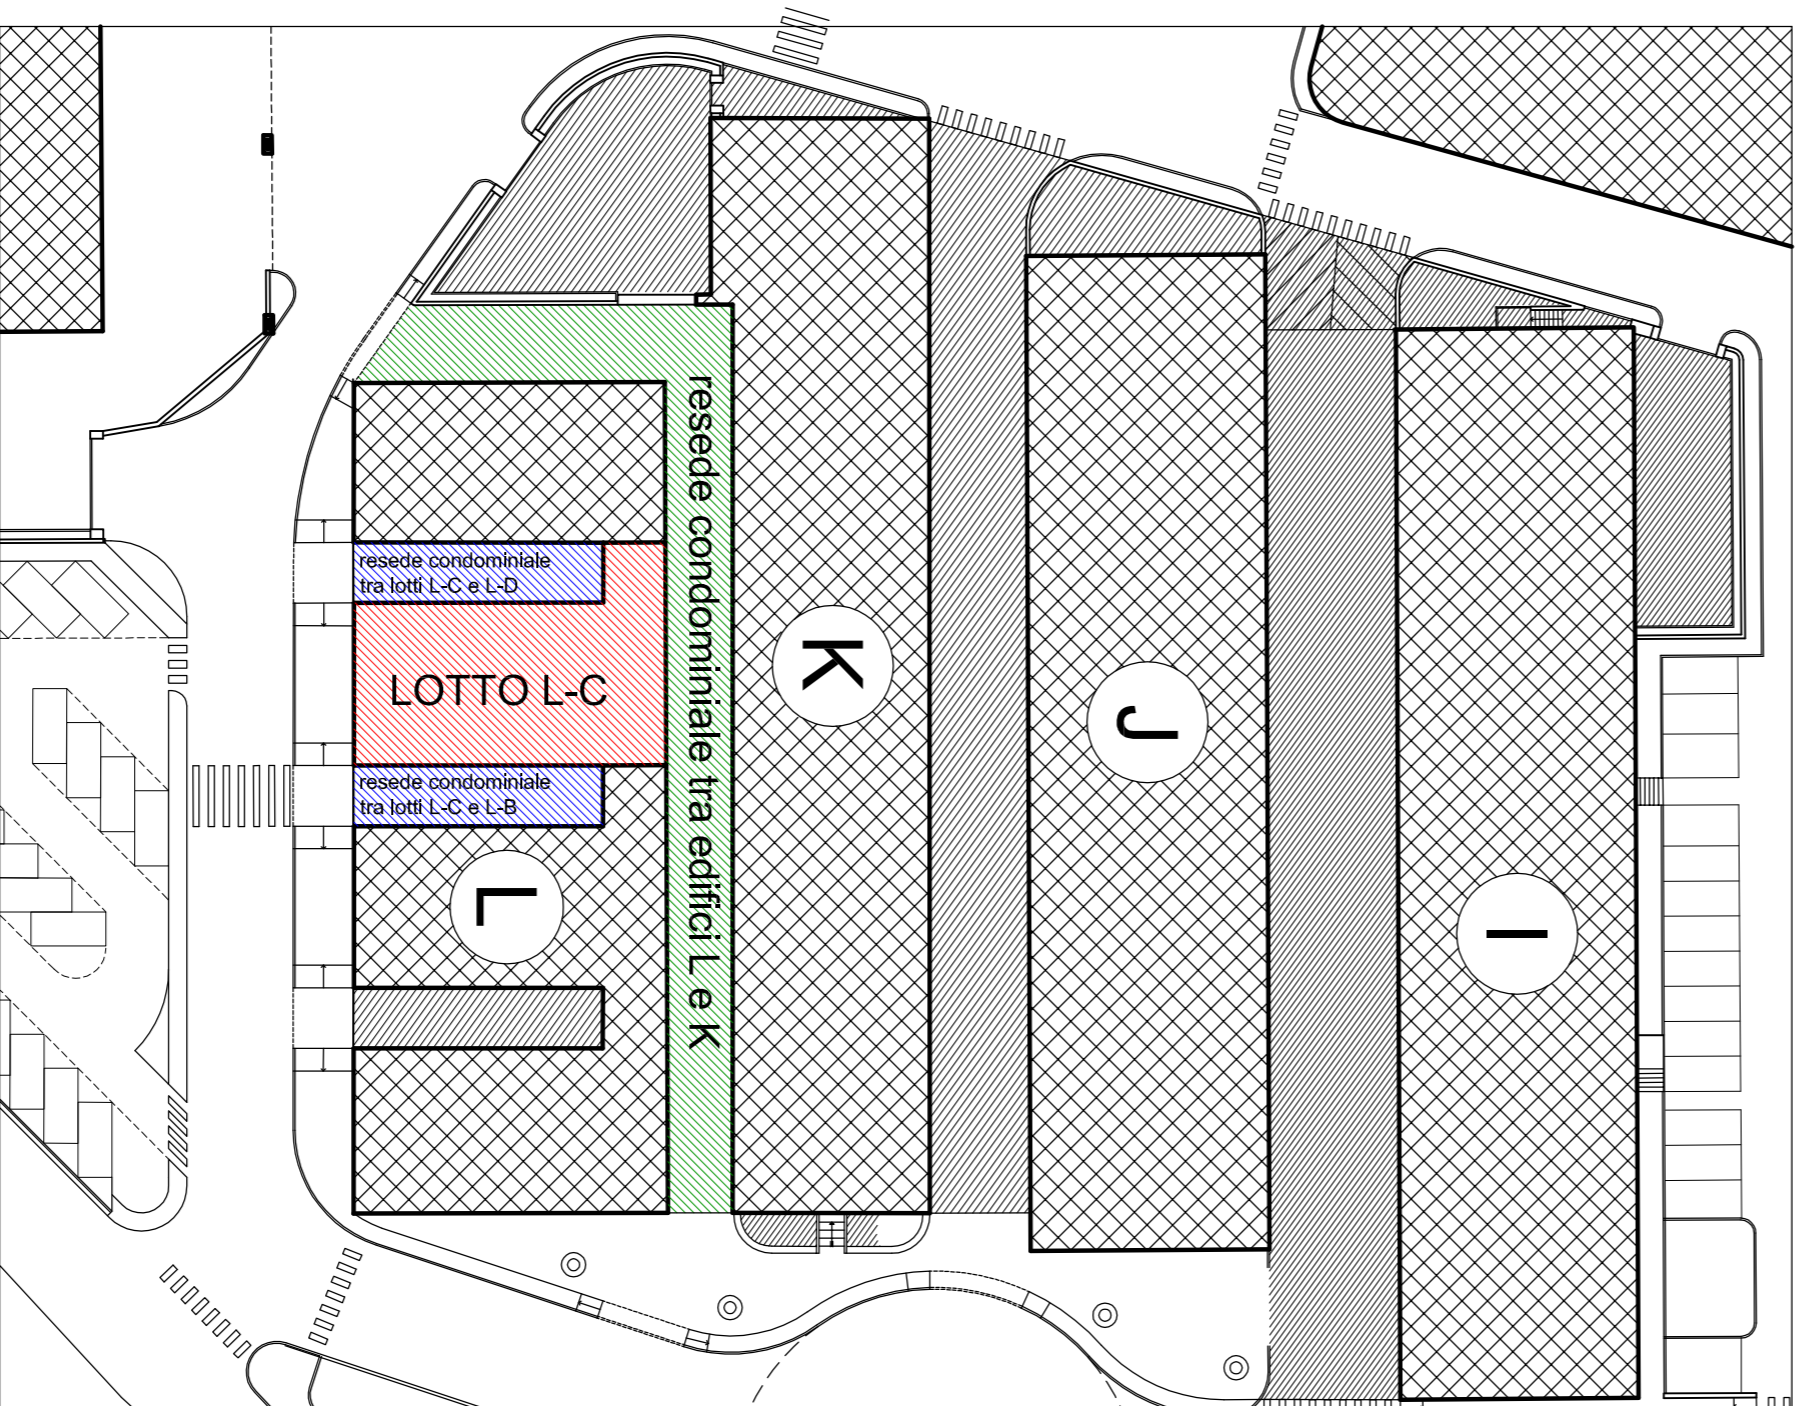 resede condominiale
tra lotti L-C e L-D
LOTTO L-C
resede condominiale
tra lotti L-C e L-B
L
resede condominiale tra edifici L e K
K
J
I